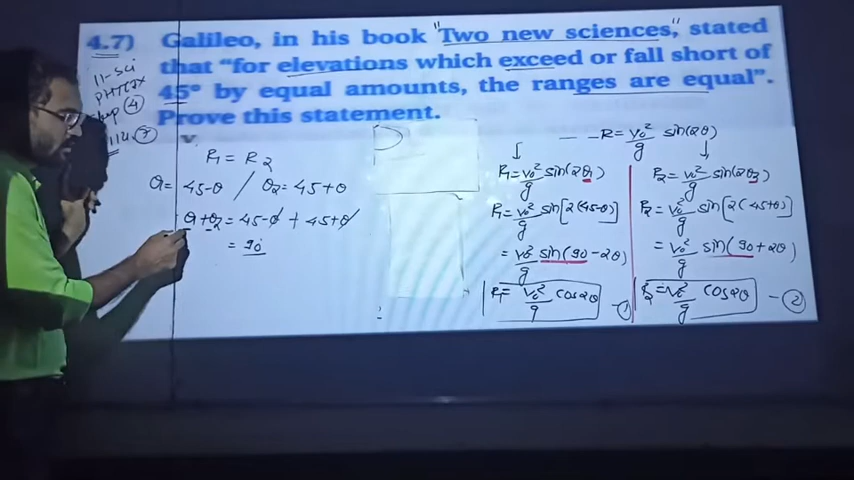 4.7) Galileo, in his book "Two new sciences," stated
that "for elevations which exceed or fall short of
45° by equal amounts, the ranges are equal".
Prove this statement.
11-Sci
④
R₁ = R₂
θ₁ = 45-θ / θ₂ = 45+θ
θ₁+θ₂ = 45-θ + 45+θ
= 90°
R = v₀²/g sin(2θ)
R₁ = v₀²/g sin(2θ₁)
R₁ = v₀²/g sin[2(45-θ)]
= v₀²/g sin(90-2θ)
R₁ = v₀²/g cos2θ — ①
R₂ = v₀²/g sin(2θ₂)
R₂ = v₀²/g sin[2(45+θ)]
= v₀²/g sin(90+2θ)
R₂ = v₀²/g cos2θ — ②